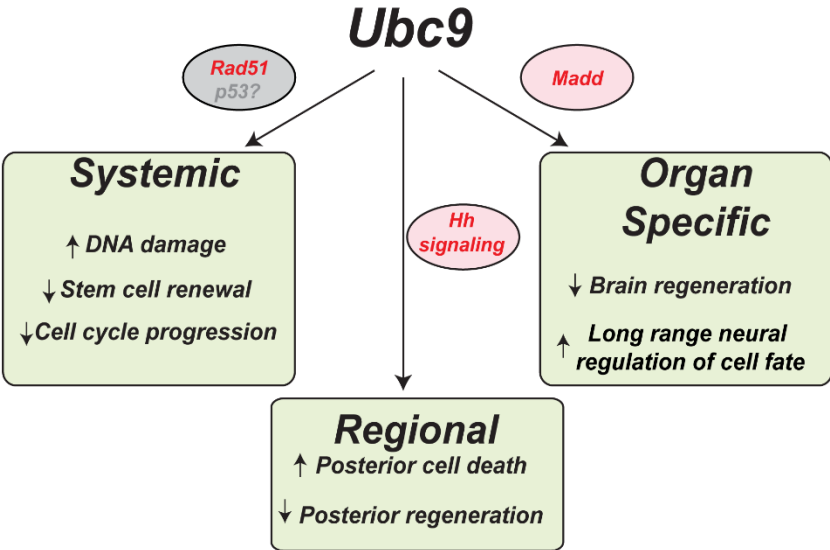 Ubc9
Rad51
p53?
Madd
Hh
signaling
Systemic
↑ DNA damage
↓ Stem cell renewal
↓ Cell cycle progression
Organ
Specific
↓ Brain regeneration
↑ Long range neural
regulation of cell fate
Regional
↑ Posterior cell death
↓ Posterior regeneration